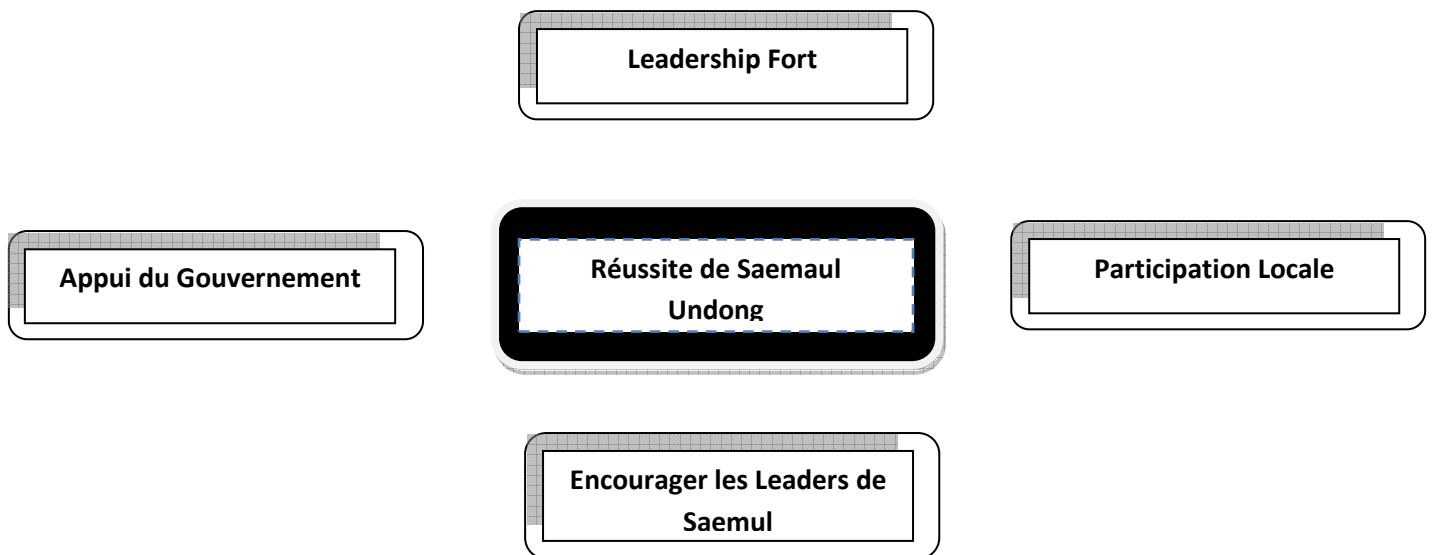 Leadership Fort
Appui du Gouvernement
Réussite de Saemaul
Undong
Participation Locale
Encourager les Leaders de
Saemul